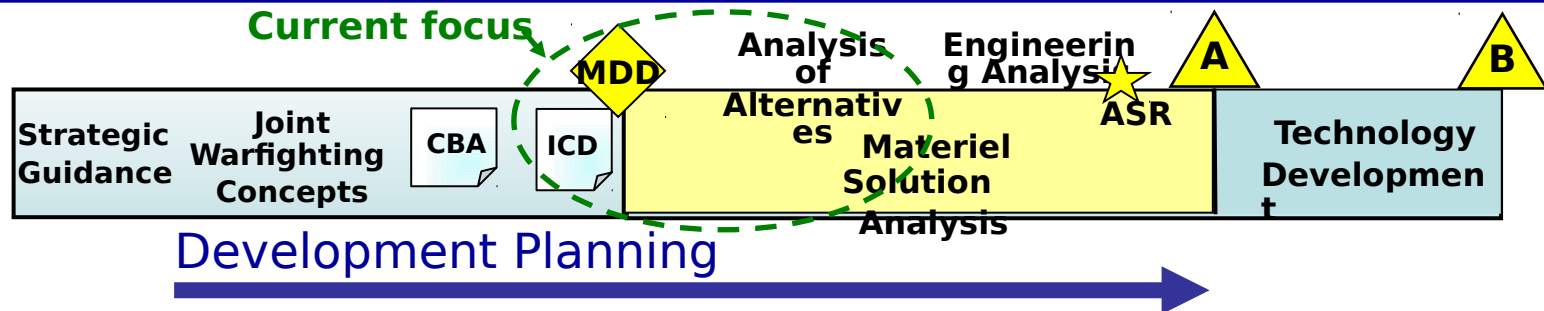 Current focus
MDD
Analysis
of
Alternativ
es
Engineerin
g Analysis
ASR
A
B
Strategic
Guidance
Joint
Warfighting
Concepts
CBA
ICD
Materiel
Solution
Analysis
Technology
Developmen
t
Development Planning